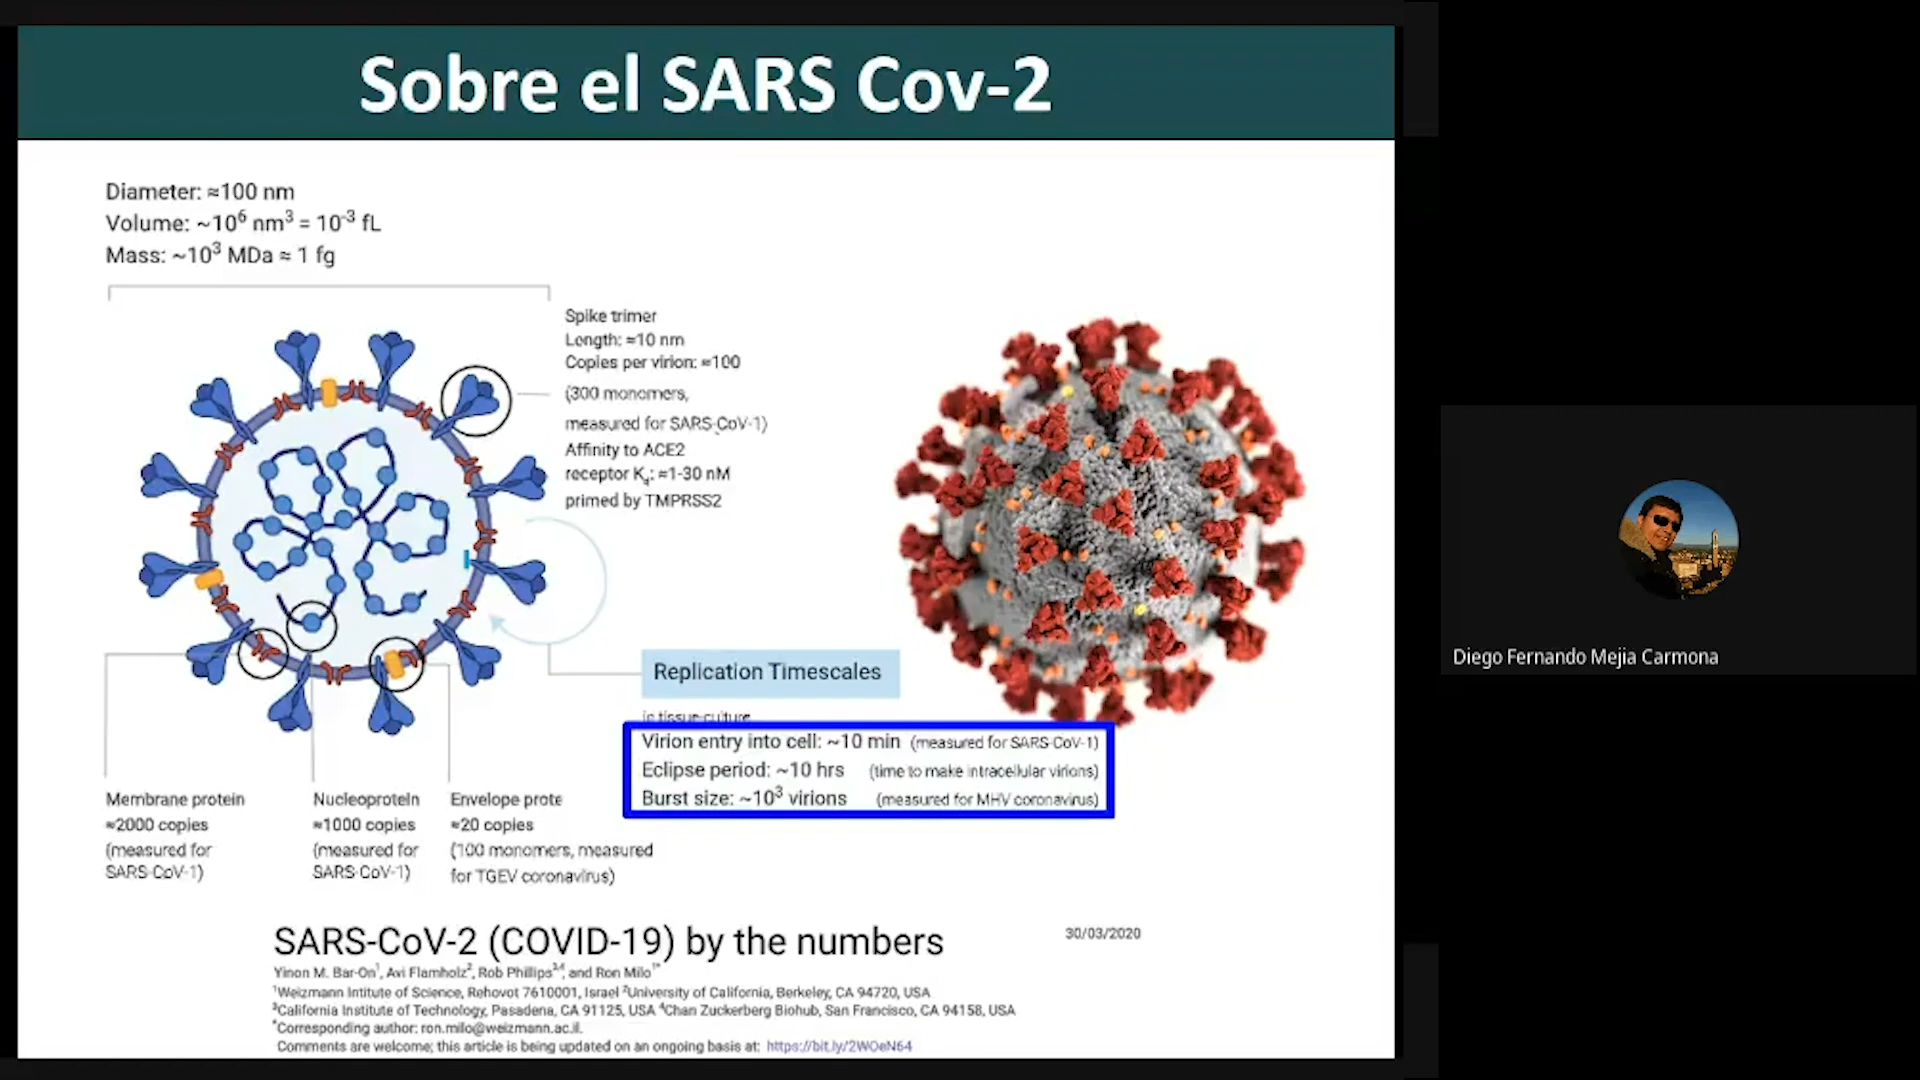 Sobre el SARS Cov-2
Diameter: ≈100 nm
Volume: ~10⁶ nm³ = 10⁻³ fL
Mass: ~10³ MDa ≈ 1 fg
Spike trimer
Length: ≈10 nm
Copies per virion: ≈100
(300 monomers,
measured for SARS-CoV-1)
Affinity to ACE2
receptor Kd: ≈1-30 nM
primed by TMPRSS2
Replication Timescales
in tissue-culture
Virion entry into cell: ~10 min (measured for SARS-CoV-1)
Eclipse period: ~10 hrs (time to make intracellular virions)
Burst size: ~10³ virions (measured for MHV coronavirus)
Membrane protein
≈2000 copies
(measured for
SARS-CoV-1)
Nucleoprotein
≈1000 copies
(measured for
SARS-CoV-1)
Envelope prote
≈20 copies
(100 monomers, measured
for TGEV coronavirus)
SARS-CoV-2 (COVID-19) by the numbers
30/03/2020
Yinon M. Bar-On¹, Avi Flamholz², Rob Phillips³,⁴, and Ron Milo¹*
¹Weizmann Intitute of Science, Rehovot 7610001, Israel ²University of California, Berkeley, CA 94720, USA
³California Institute of Technology, Pasadena, CA 91125, USA ⁴Chan Zuckerberg Biohub, San Francisco, CA 94158, USA
*Corresponding author: ron.milo@weizmann.ac.il.
Comments are welcome; this article is being updated on an ongoing basis at: https://bit.ly/2WOeN64
Diego Fernando Mejia Carmona